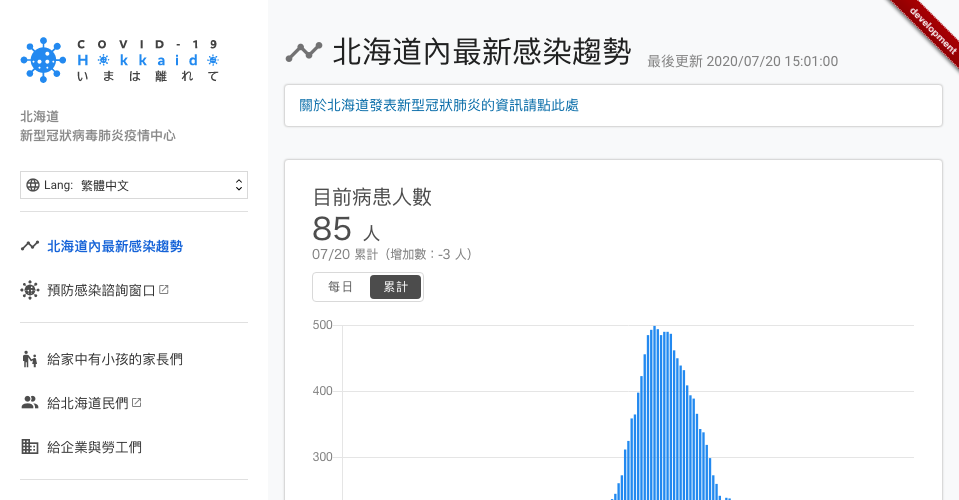 COVID-19
Hokkaido
いまは離れて
北海道
新型冠狀病毒肺炎疫情中心
Lang: 繁體中文
北海道內最新感染趨勢
預防感染諮詢窗口
給家中有小孩的家長們
給北海道民們
給企業與勞工們
development
北海道內最新感染趨勢
最後更新 2020/07/20 15:01:00
關於北海道發表新型冠狀肺炎的資訊請點此處
目前病患人數
85 人
07/20 累計（增加數：-3 人）
每日 累計
500
400
300